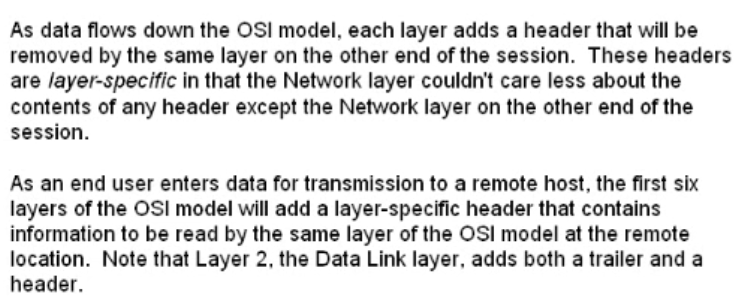 As data flows down the OSI model, each layer adds a header that will be
removed by the same layer on the other end of the session.  These headers
are layer-specific in that the Network layer couldn't care less about the
contents of any header except the Network layer on the other end of the
session.
As an end user enters data for transmission to a remote host, the first six
layers of the OSI model will add a layer-specific header that contains
information to be read by the same layer of the OSI model at the remote
location.  Note that Layer 2, the Data Link layer, adds both a trailer and a
header.